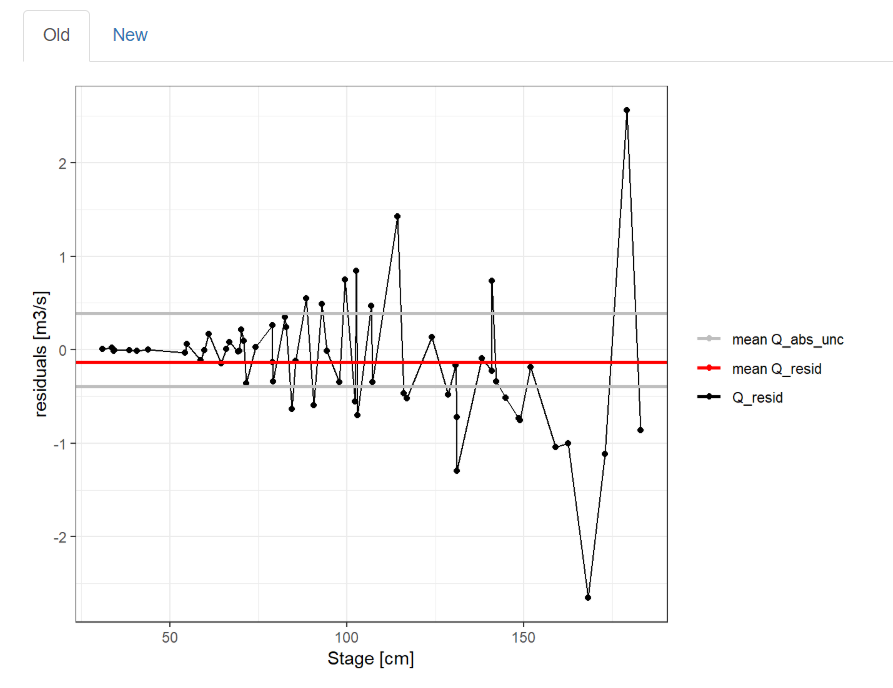 Old New
2
1
0
-1
-2
residuals [m3/s]
50 100 150
Stage [cm]
mean Q_abs_unc
mean Q_resid
Q_resid